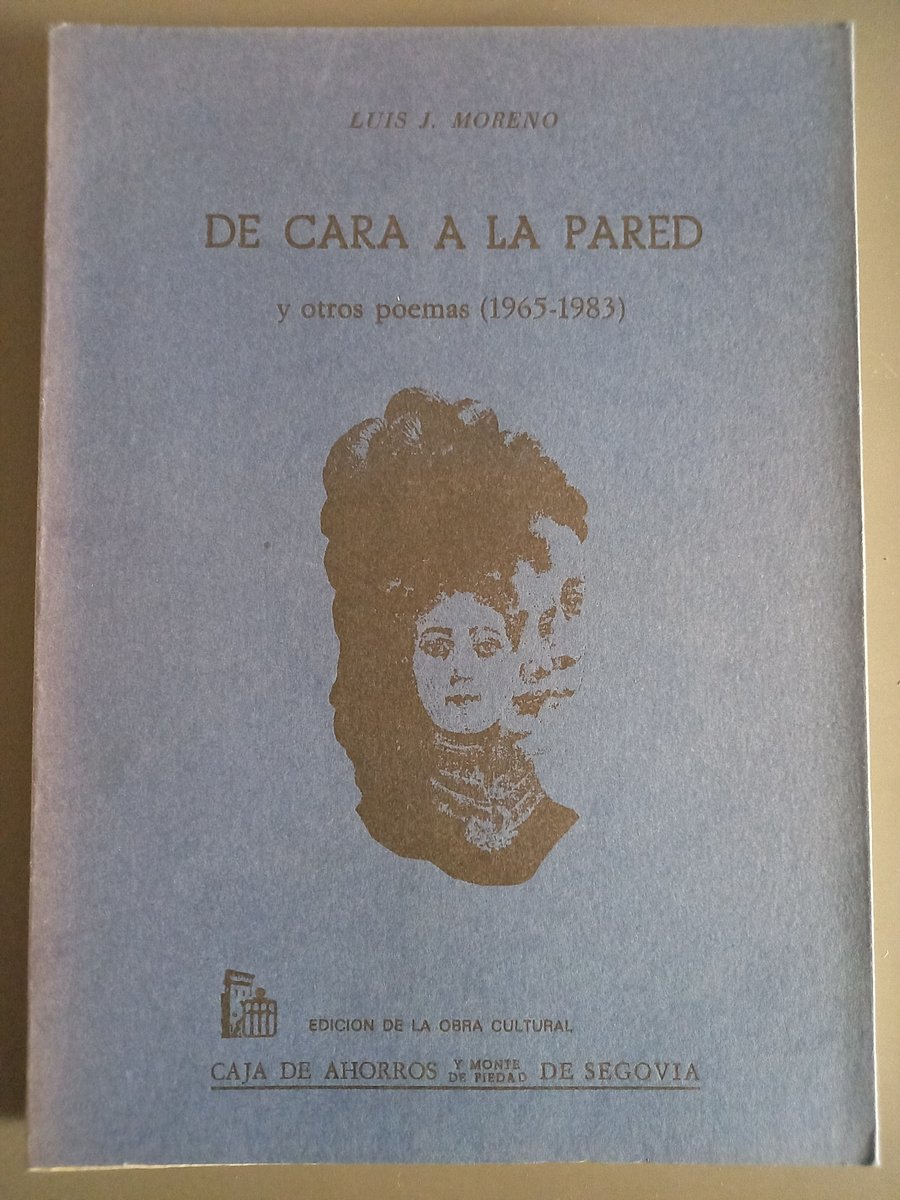 LUIS J. MORENO
DE CARA A LA PARED
y otros poemas (1965-1983)
EDICION DE LA OBRA CULTURAL
CAJA DE AHORROS Y MONTE DE PIEDAD DE SEGOVIA